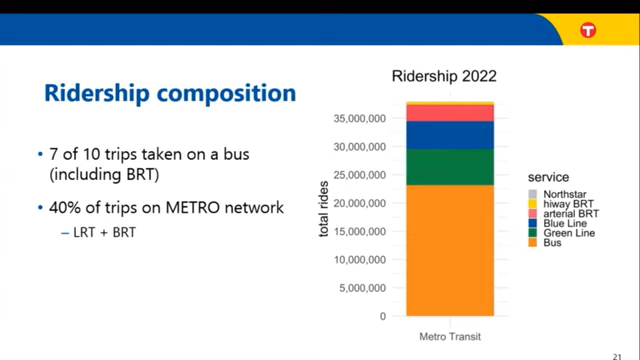 T
Ridership composition
• 7 of 10 trips taken on a bus
(including BRT)
• 40% of trips on METRO network
– LRT + BRT
Ridership 2022
total rides
35,000,000
30,000,000
25,000,000
20,000,000
15,000,000
10,000,000
5,000,000
0
Metro Transit
service
Northstar
hiway BRT
arterial BRT
Blue Line
Green Line
Bus
21